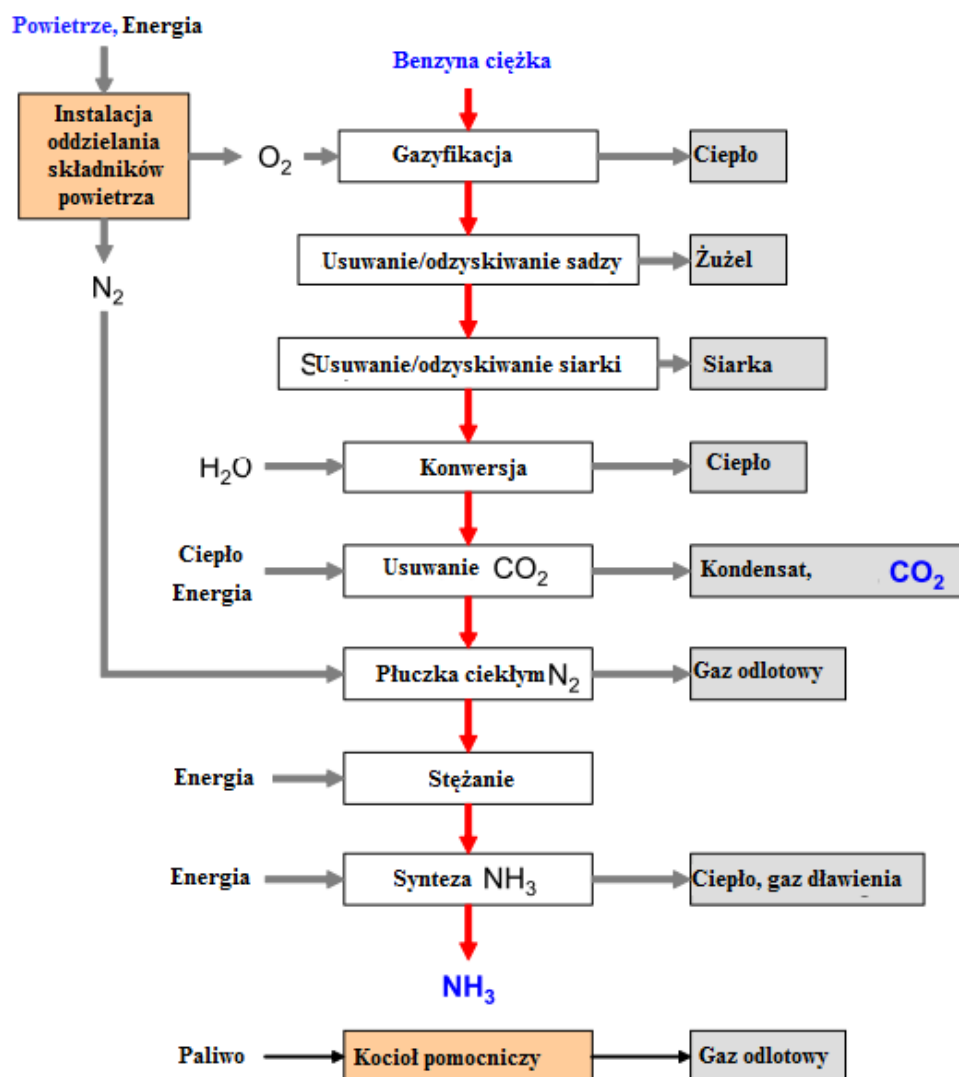 Powietrze, Energia
Benzyna ciężka
Instalacja
oddzielania
składników
powietrza
O₂
Gazyfikacja
Ciepło
Usuwanie/odzyskiwanie sadzy
Żużel
N₂
SUsuwanie/odzyskiwanie siarki
Siarka
H₂O
Konwersja
Ciepło
Ciepło
Energia
Usuwanie CO₂
Kondensat, CO₂
Płuczka ciekłym N₂
Gaz odlotowy
Energia
Stężanie
Energia
Synteza NH₃
Ciepło, gaz dławienia
NH₃
Paliwo
Kocioł pomocniczy
Gaz odlotowy